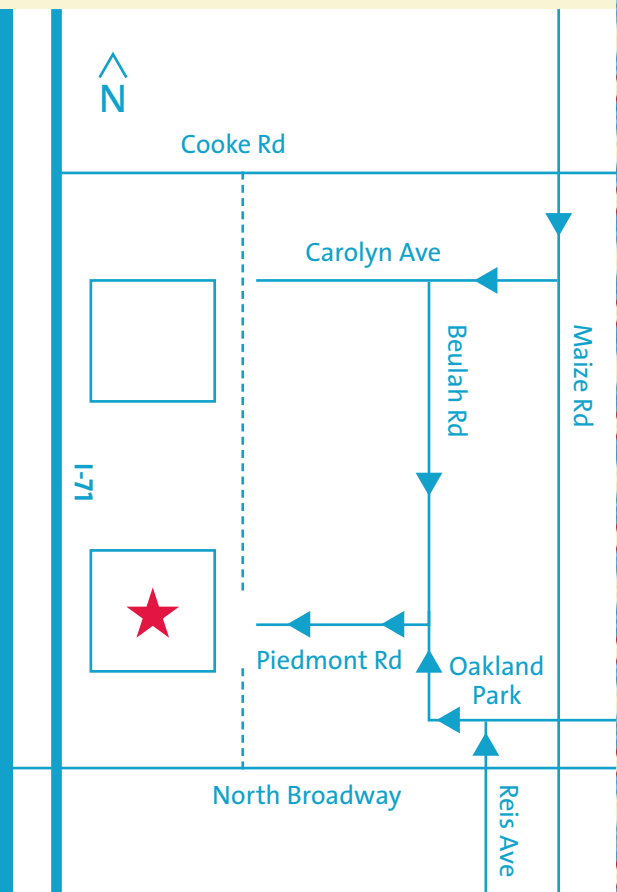 N
Cooke Rd
Carolyn Ave
Beulah Rd
Maize Rd
I-71
Piedmont Rd
Oakland
Park
North Broadway
Reis Ave